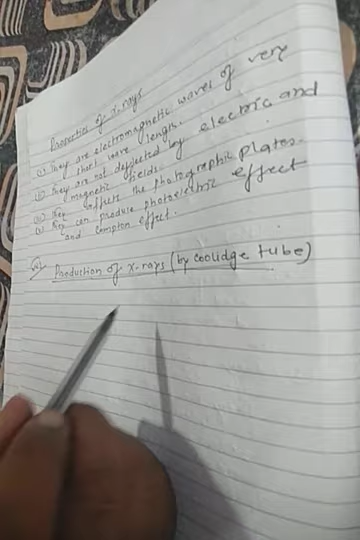 Properties of x-rays
(i) They are electromagnetic waves of very
short wave length.
(ii) They are not deflected by electric and
magnetic fields.
(iii) They affects the photographic plates.
(iv) They can produce photoelectric effect
and compton effect.
Production of x-rays (by coolidge tube)